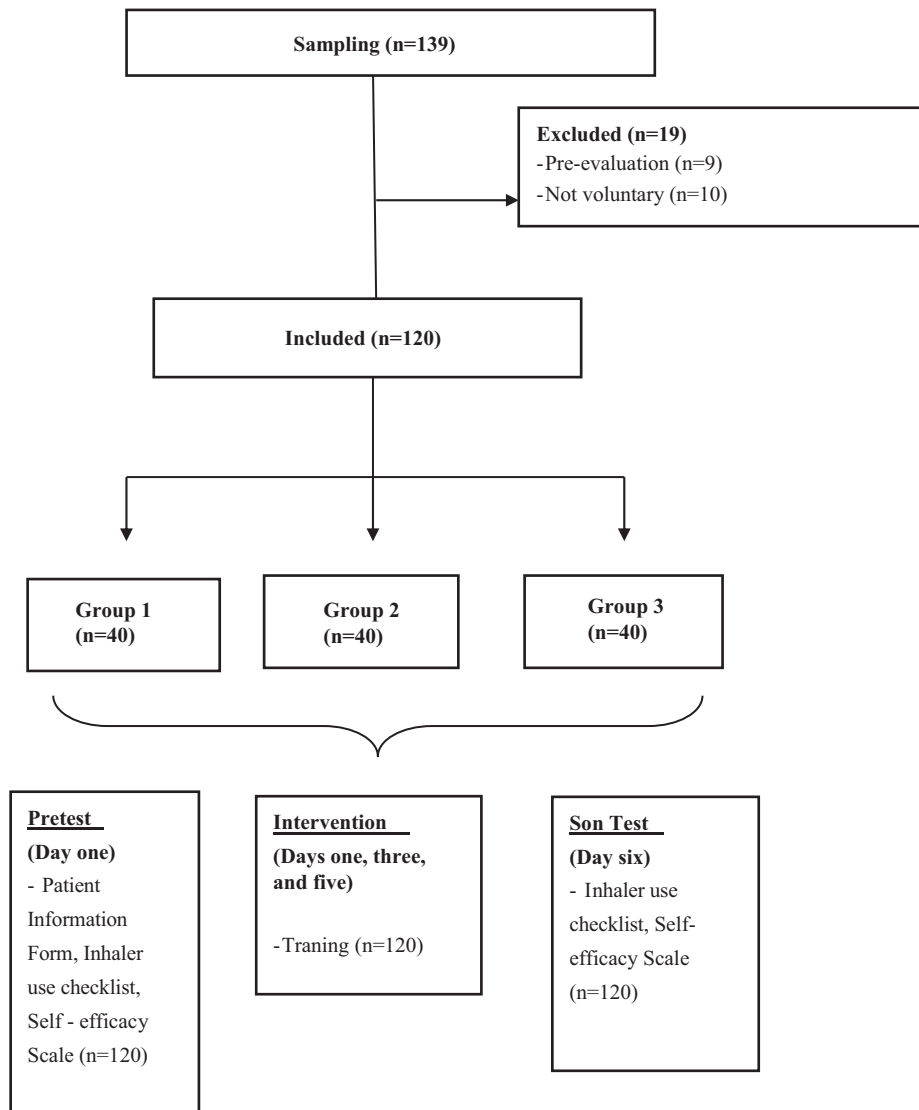 Sampling (n=139)
Excluded (n=19)
-Pre-evaluation (n=9)
-Not voluntary (n=10)
Included (n=120)
Group 1
(n=40)
Group 2
(n=40)
Group 3
(n=40)
Pretest
(Day one)
- Patient
Information
Form, Inhaler
use checklist,
Self - efficacy
Scale (n=120)
Intervention
(Days one, three,
and five)
-Traning (n=120)
Son Test
(Day six)
- Inhaler use
checklist, Self-
efficacy Scale
(n=120)